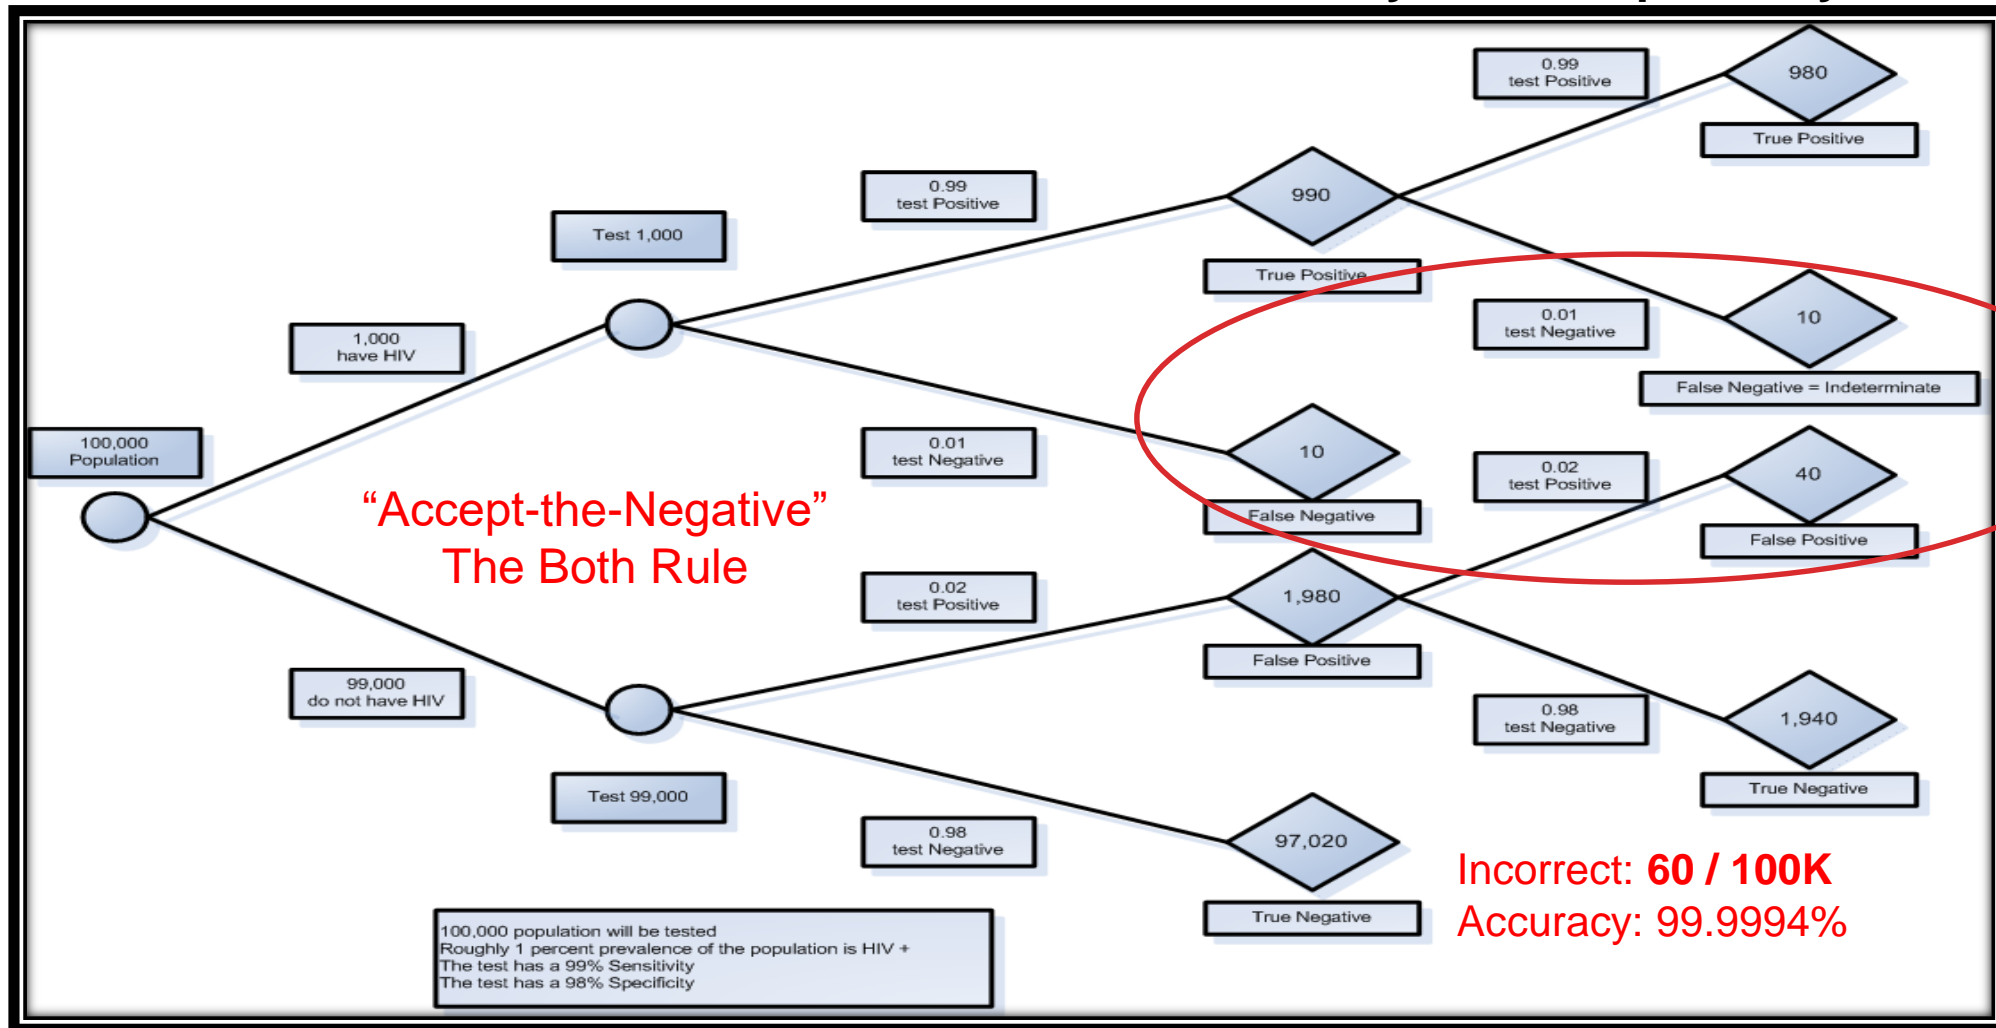 0.99
test Positive
980
True Positive
0.99
test Positive
990
True Positive
Test 1,000
0.01
test Negative
10
False Negative = Indeterminate
1,000
have HIV
100,000
Population
0.01
test Negative
10
False Negative
0.02
test Positive
40
False Positive
“Accept-the-Negative”
The Both Rule
0.02
test Positive
1,980
False Positive
99,000
do not have HIV
0.98
test Negative
1,940
True Negative
Test 99,000
0.98
test Negative
97,020
True Negative
Incorrect: 60 / 100K
Accuracy: 99.9994%
100,000 population will be tested
Roughly 1 percent prevalence of the population is HIV +
The test has a 99% Sensitivity
The test has a 98% Specificity